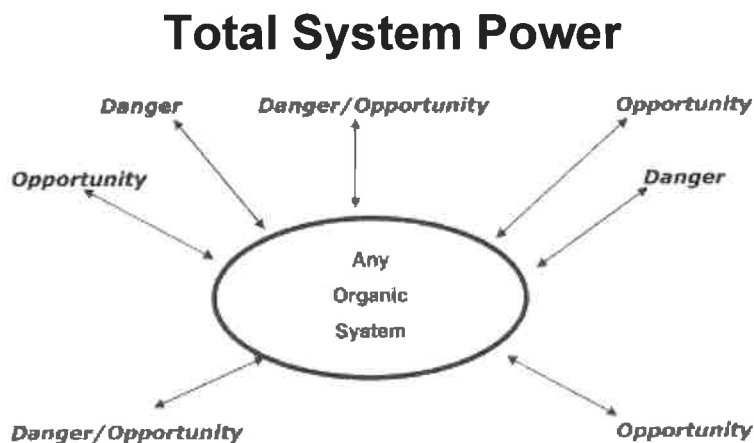 Total System Power
Danger
Danger/Opportunity
Opportunity
Opportunity
Danger
Any
Organic
System
Danger/Opportunity
Opportunity